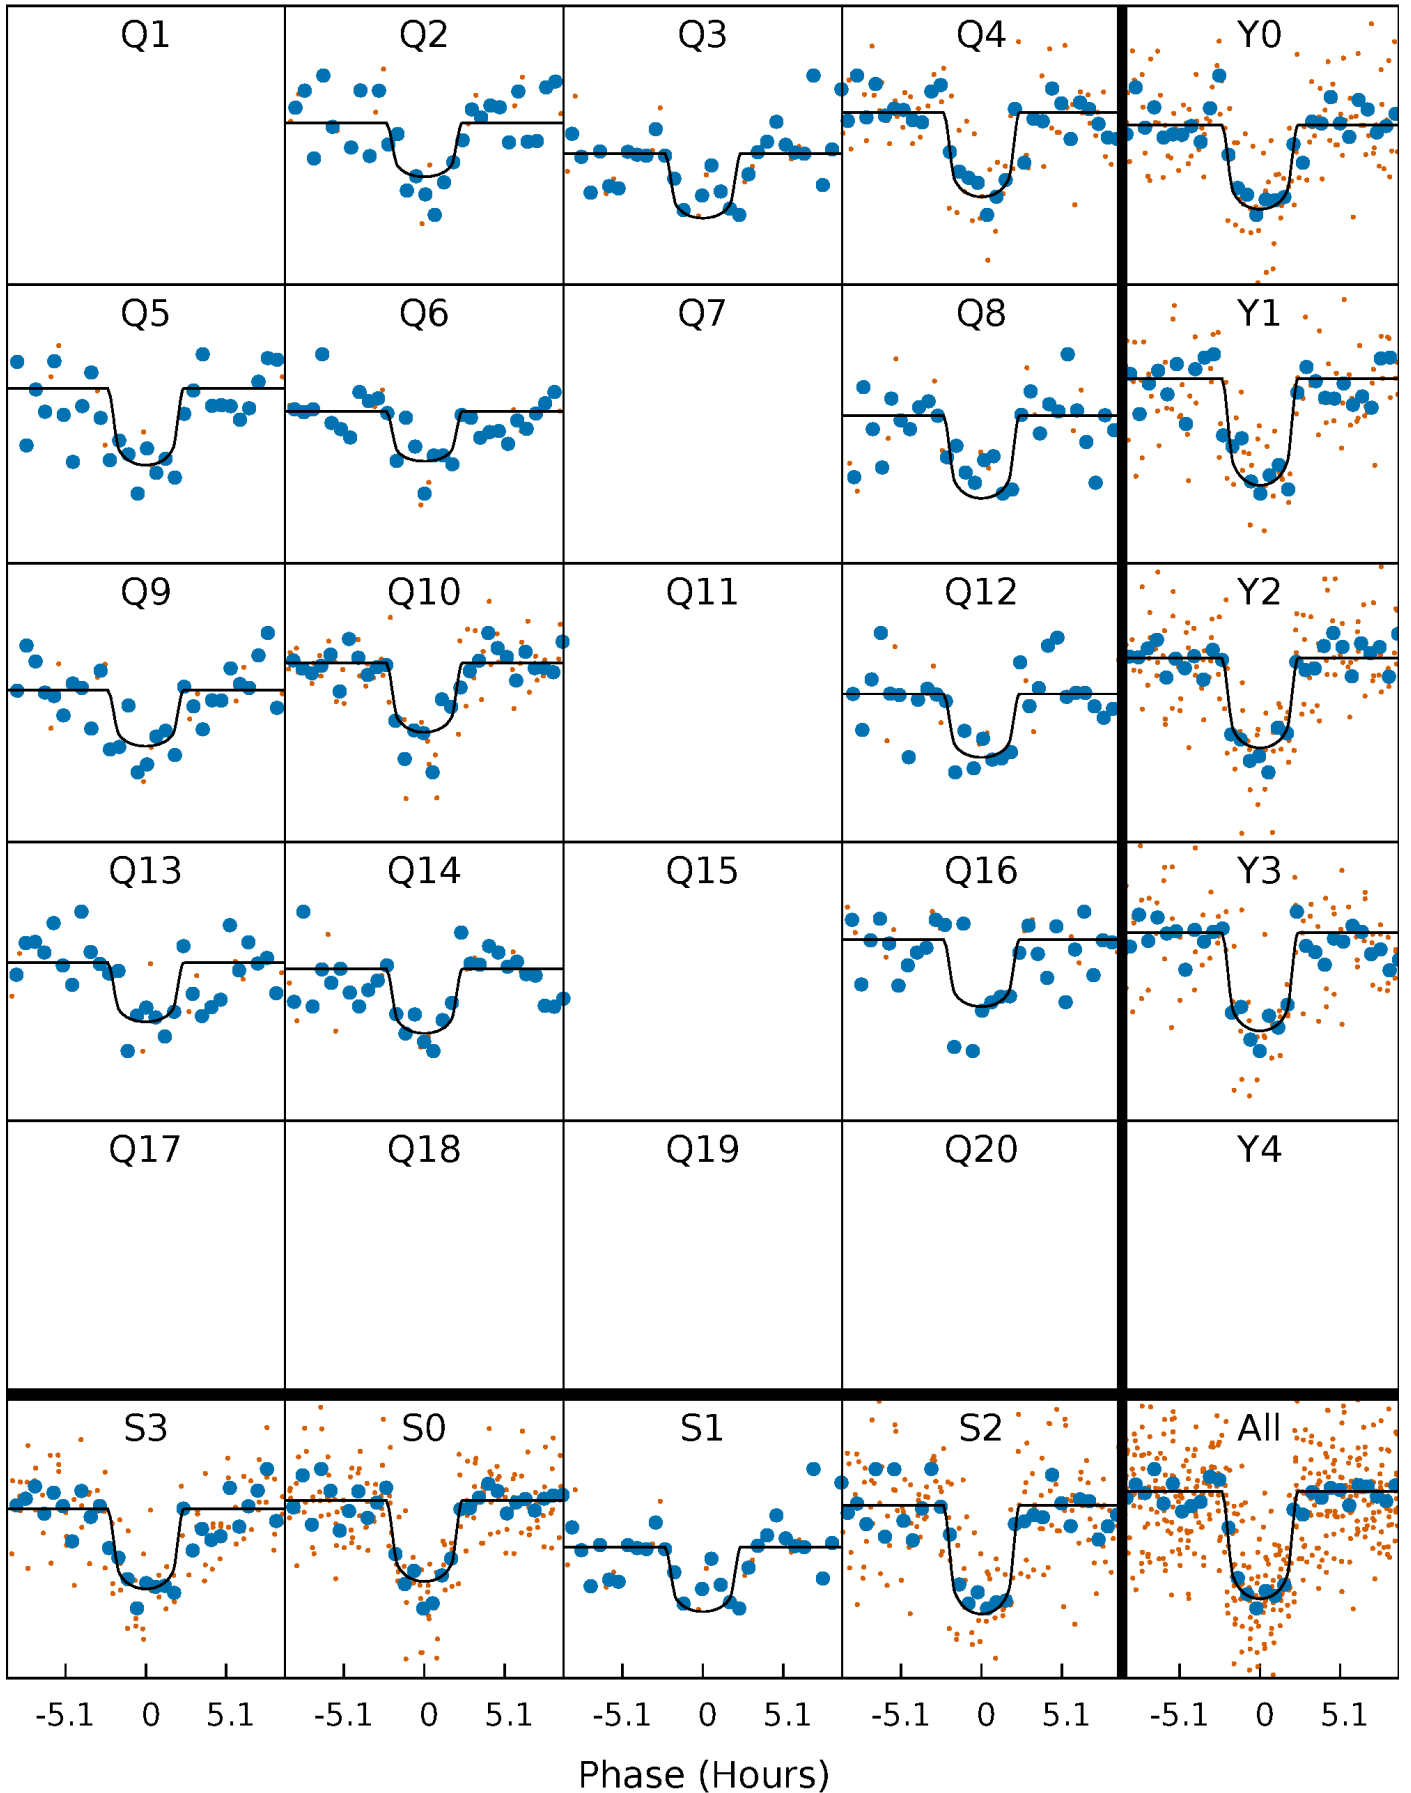 Q1 Q2 Q3 Q4 Y0
Q5 Q6 Q7 Q8 Y1
Q9 Q10 Q11 Q12 Y2
Q13 Q14 Q15 Q16 Y3
Q17 Q18 Q19 Q20 Y4
S3 S0 S1 S2 All
-5.1 0 5.1 -5.1 0 5.1 -5.1 0 5.1 -5.1 0 5.1 -5.1 0 5.1
Phase (Hours)